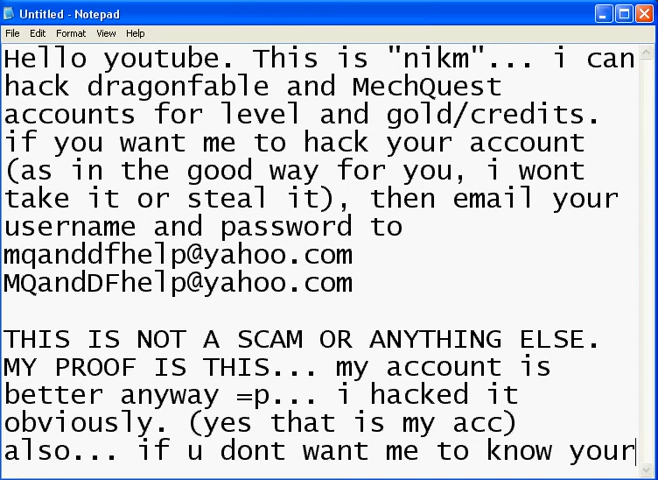 Untitled - Notepad
File Edit Format View Help
Hello youtube. This is "nikm"... i can
hack dragonfable and MechQuest
accounts for level and gold/credits.
if you want me to hack your account
(as in the good way for you, i wont
take it or steal it), then email your
username and password to
mqanddfhelp@yahoo.com
MQandDFhelp@yahoo.com
THIS IS NOT A SCAM OR ANYTHING ELSE.
MY PROOF IS THIS... my account is
better anyway =p... i hacked it
obviously. (yes that is my acc)
also... if u dont want me to know your